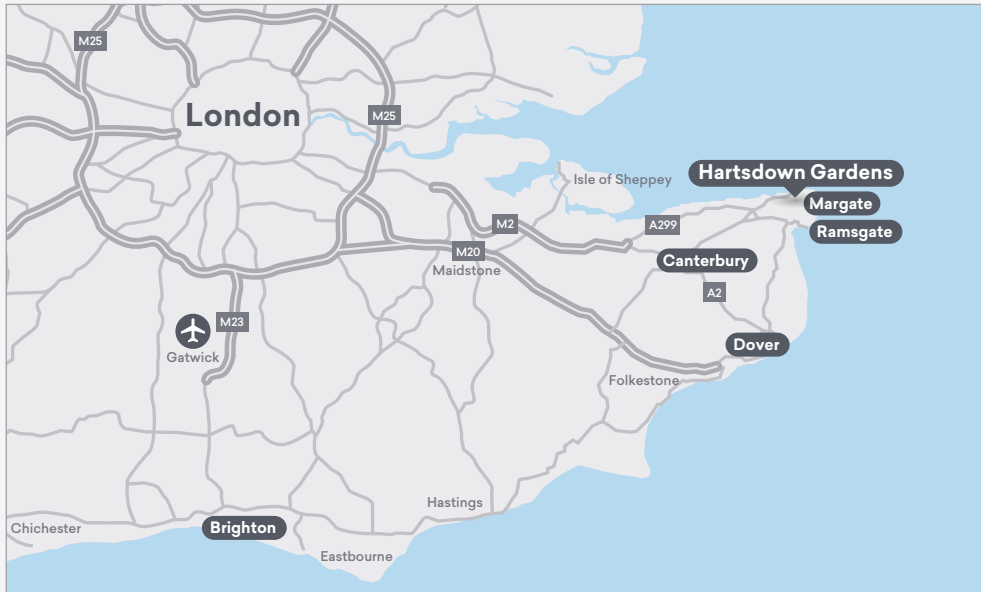 M25
London
M25
Isle of Sheppey
Hartsdown Gardens
Margate
M2
A299
Ramsgate
M20
Canterbury
Maidstone
A2
M23
Gatwick
Dover
Folkestone
Hastings
Chichester
Brighton
Eastbourne